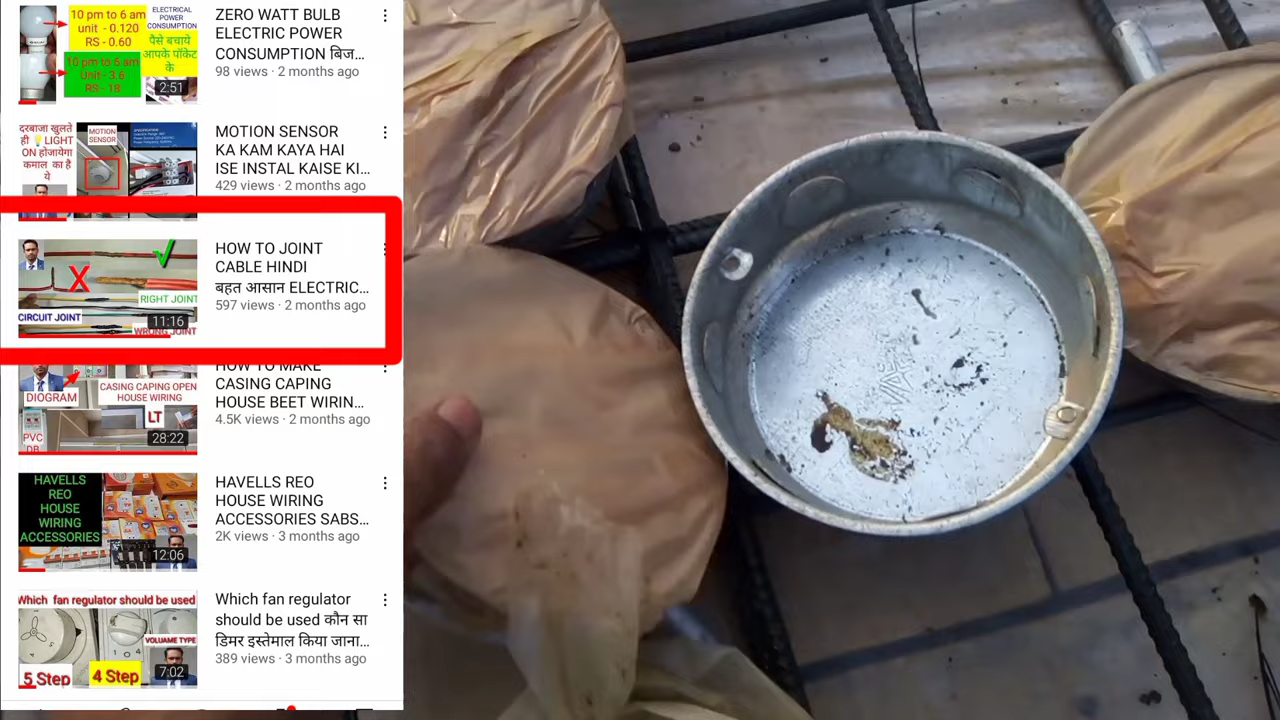 10 pm to 6 am
unit - 0.120
RS - 0.60
10 pm to 6 am
Unit - 3.6
RS - 18
ELECTRICAL
POWER
CONSUMPTION
पैसे बचाये
आपके पॉकेट
के
2:51
ZERO WATT BULB
ELECTRIC POWER
CONSUMPTION बिज...
98 views · 2 months ago
दरबाजा खुलते
ही LIGHT
ON होजायेगा
कमाल का है
ये
MOTION
SENSOR
MOTION SENSOR
KA KAM KAYA HAI
ISE INSTAL KAISE KI...
429 views · 2 months ago
X
RIGHT JOINT
CIRCUIT JOINT
11:16
WRONG JOINT
HOW TO JOINT
CABLE HINDI
बहत आसान ELECTRIC...
597 views · 2 months ago
DIOGRAM
CASING CAPING OPEN
HOUSE WIRING
LT
PVC
DB
28:22
HOW TO MAKE
CASING CAPING
HOUSE BEET WIRIN...
4.5K views · 2 months ago
HAVELLS
REO
HOUSE
WIRING
ACCESSORIES
12:06
HAVELLS REO
HOUSE WIRING
ACCESSORIES SABS...
2K views · 3 months ago
Which fan regulator should be used
VOLUAME TYPE
5 Step
4 Step
7:02
Which fan regulator
should be used कौन सा
डिमर इस्तेमाल किया जाना...
389 views · 3 months ago